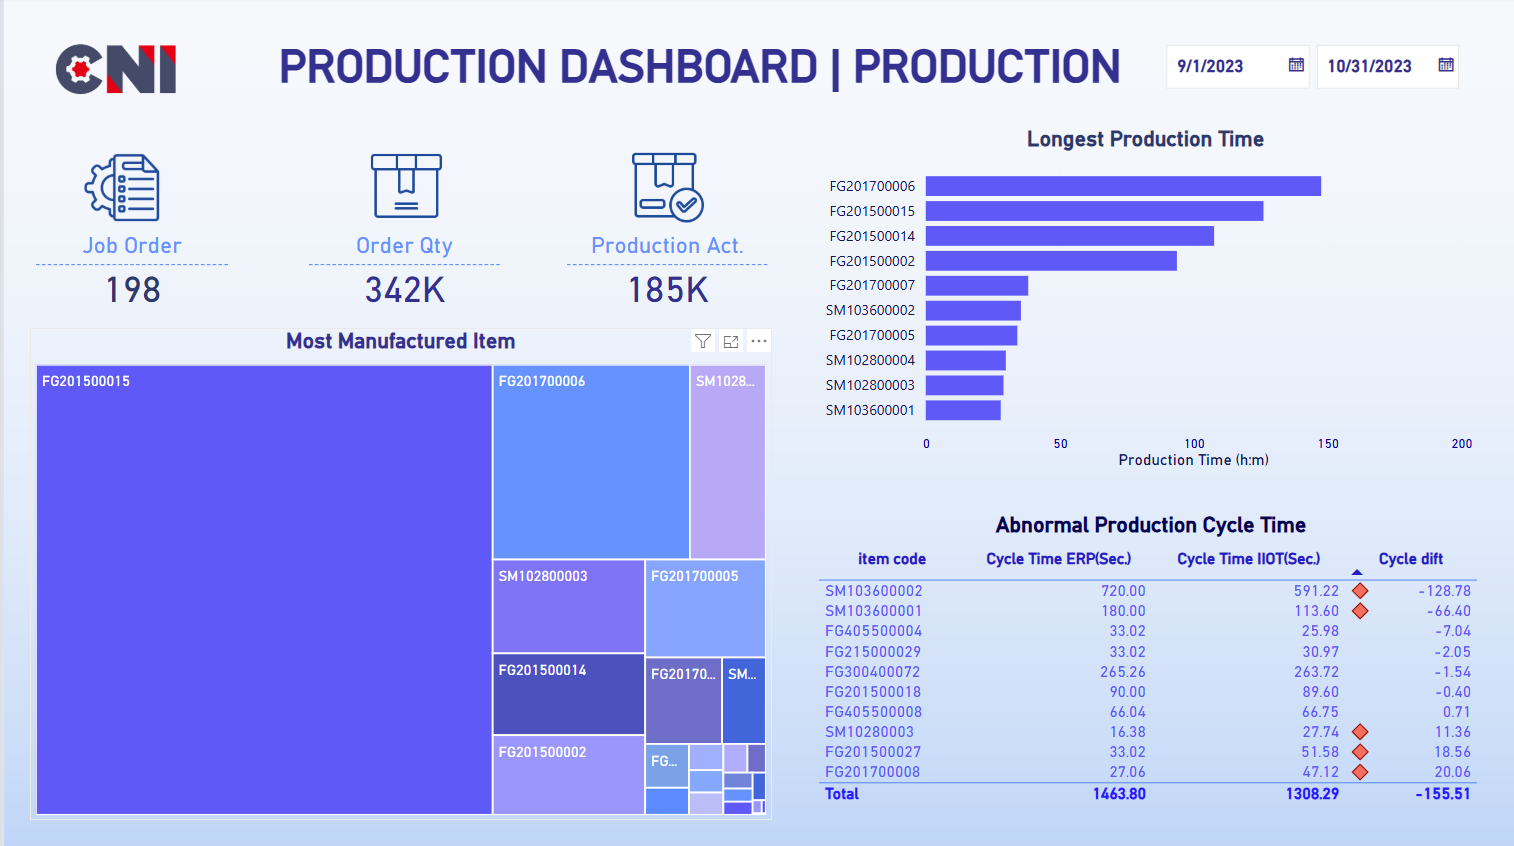 CNI
PRODUCTION DASHBOARD | PRODUCTION
9/1/2023
10/31/2023
Job Order
198
Order Qty
342K
Production Act.
185K
Most Manufactured Item
FG201500015
FG201700006
SM1028...
SM102800003
FG201700005
FG201500014
FG20170...
SM...
FG201500002
FG...
Longest Production Time
FG201700006
FG201500015
FG201500014
FG201500002
FG201700007
SM103600002
FG201700005
SM102800004
SM102800003
SM103600001
0 50 100 150 200
Production Time (h:m)
Abnormal Production Cycle Time
item code Cycle Time ERP(Sec.) Cycle Time IIOT(Sec.) Cycle dift
SM103600002 720.00 591.22 -128.78
SM103600001 180.00 113.60 -66.40
FG405500004 33.02 25.98 -7.04
FG215000029 33.02 30.97 -2.05
FG300400072 265.26 263.72 -1.54
FG201500018 90.00 89.60 -0.40
FG405500008 66.04 66.75 0.71
SM10280003 16.38 27.74 11.36
FG201500027 33.02 51.58 18.56
FG201700008 27.06 47.12 20.06
Total 1463.80 1308.29 -155.51